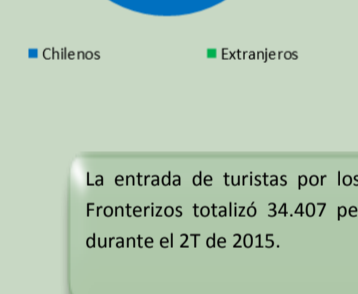 Chilenos
Extranjeros
La entrada de turistas por los
Fronterizos totalizó 34.407 pe
durante el 2T de 2015.